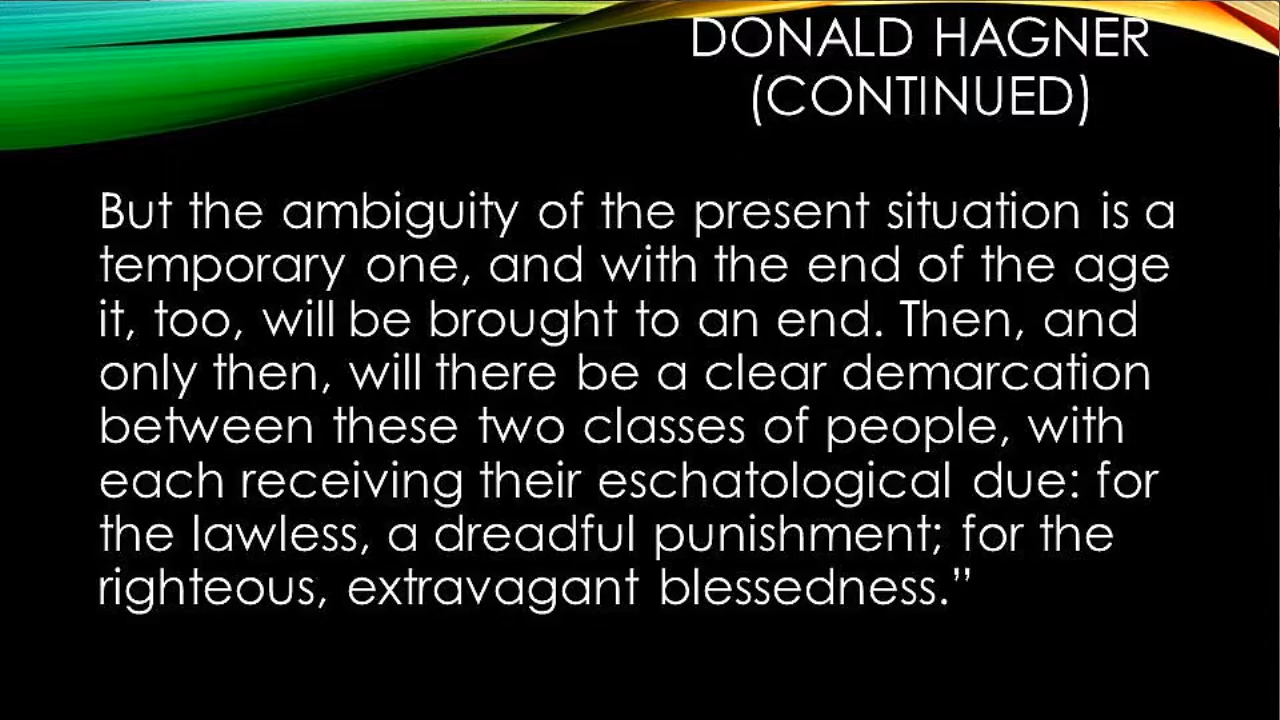 DONALD HAGNER
(CONTINUED)
But the ambiguity of the present situation is a
temporary one, and with the end of the age
it, too, will be brought to an end. Then, and
only then, will there be a clear demarcation
between these two classes of people, with
each receiving their eschatological due: for
the lawless, a dreadful punishment; for the
righteous, extravagant blessedness.”